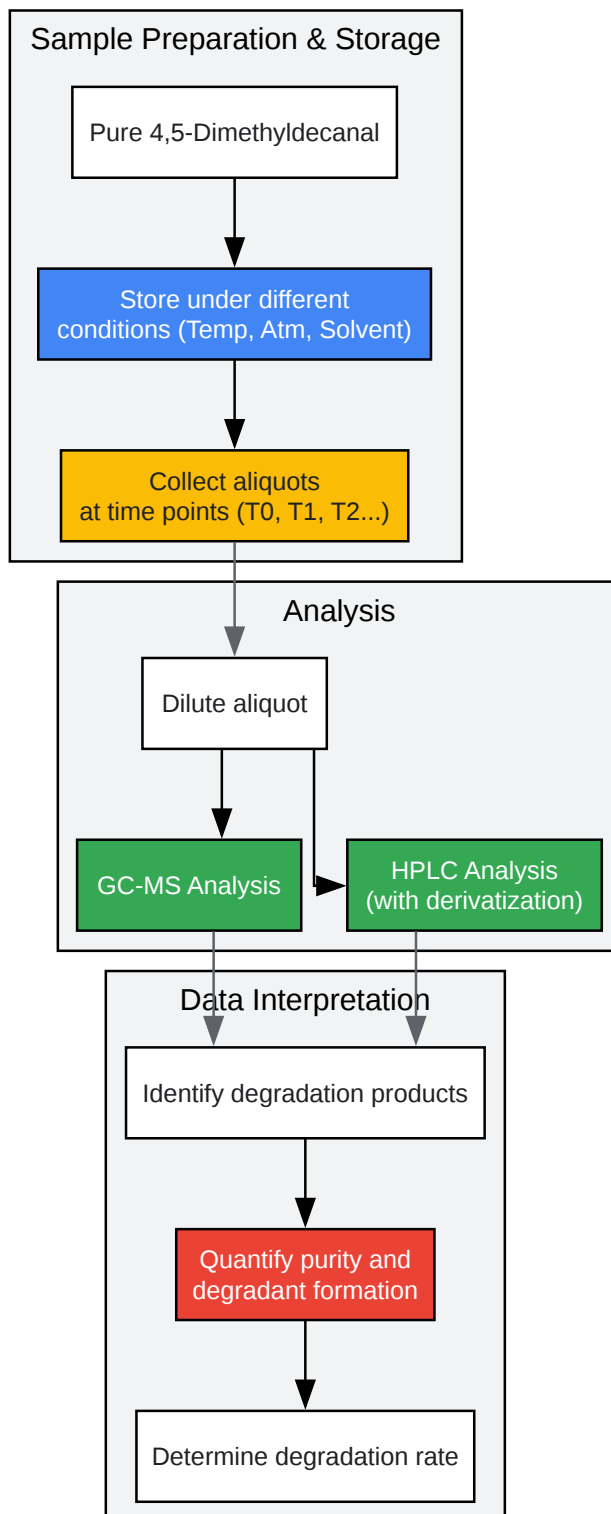 Sample Preparation & Storage
Pure 4,5-Dimethyldecanal
Store under different
conditions (Temp, Atm, Solvent)
Collect aliquots
at time points (T0, T1, T2...)
Analysis
Dilute aliquot
GC-MS Analysis
HPLC Analysis
(with derivatization)
Data Interpretation
Identify degradation products
Quantify purity and
degradant formation
Determine degradation rate